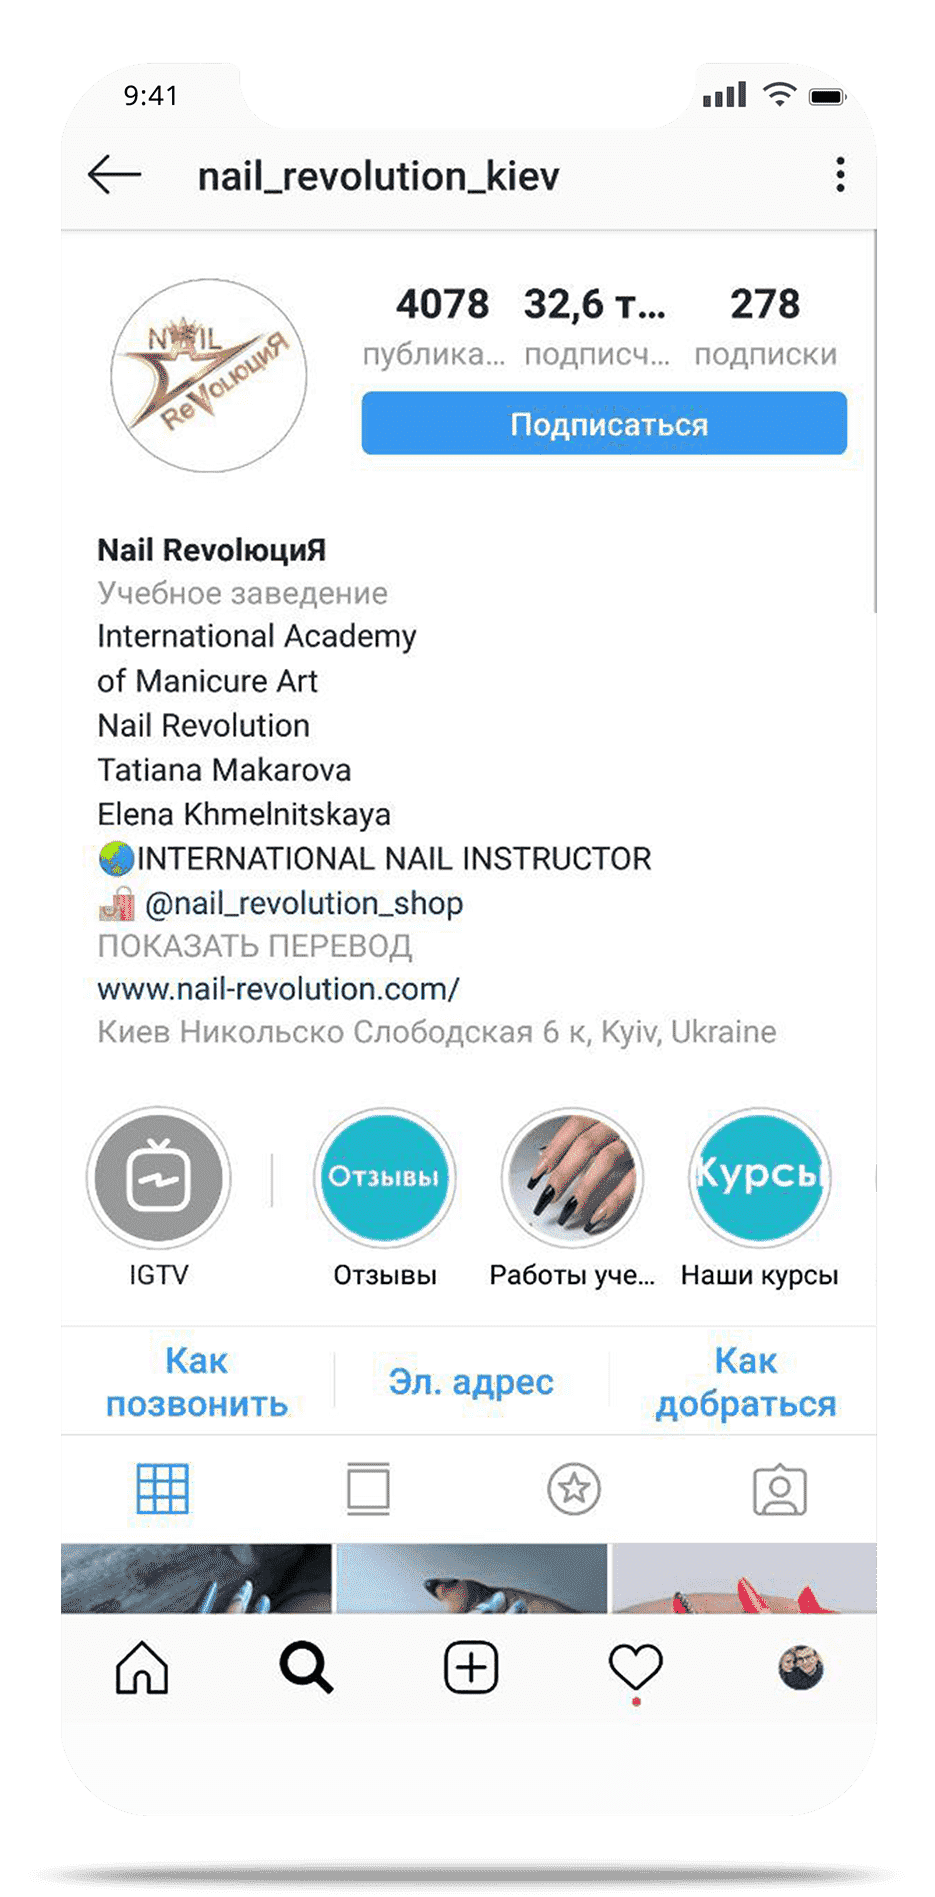 9:41
nail_revolution_kiev
NAIL
ReVoLюциЯ
4078 32,6 т... 278
публика... подписч... подписки
Подписаться
Nail RevolюциЯ
Учебное заведение
International Academy
of Manicure Art
Nail Revolution
Tatiana Makarova
Elena Khmelnitskaya
🌏INTERNATIONAL NAIL INSTRUCTOR
🛍 @nail_revolution_shop
ПОКАЗАТЬ ПЕРЕВОД
www.nail-revolution.com/
Киев Никольско Слободская 6 к, Kyiv, Ukraine
Отзывы Курсы
IGTV Отзывы Работы уче... Наши курсы
Как позвонить
Эл. адрес
Как добраться